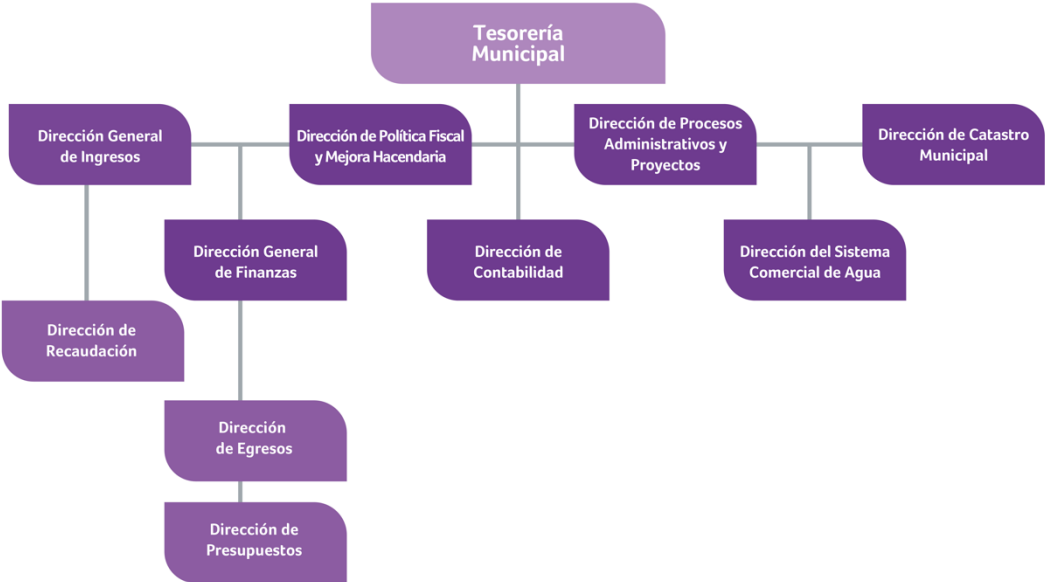 Tesorería
Municipal
Dirección General
de Ingresos
Dirección de Política Fiscal
y Mejora Hacendaria
Dirección de Procesos
Administrativos y
Proyectos
Dirección de Catastro
Municipal
Dirección General
de Finanzas
Dirección de
Contabilidad
Dirección del Sistema
Comercial de Agua
Dirección de
Recaudación
Dirección
de Egresos
Dirección de
Presupuestos